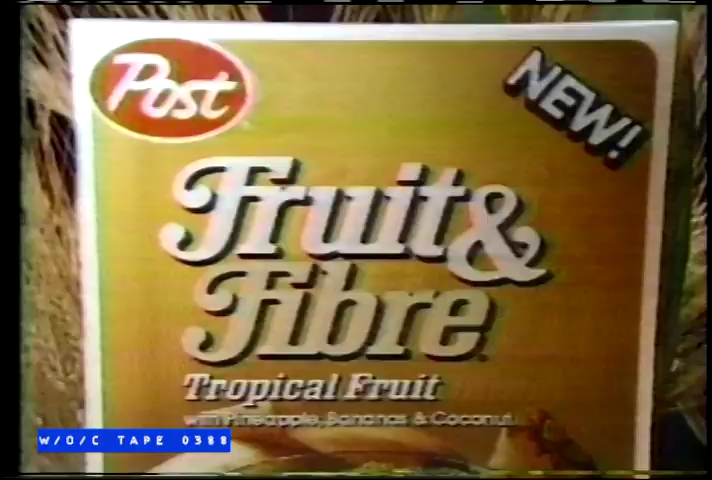 Post
NEW!
Fruit &
Fibre
Tropical Fruit
with Pineapple, Bananas & Coconut
W/O/C TAPE 0388